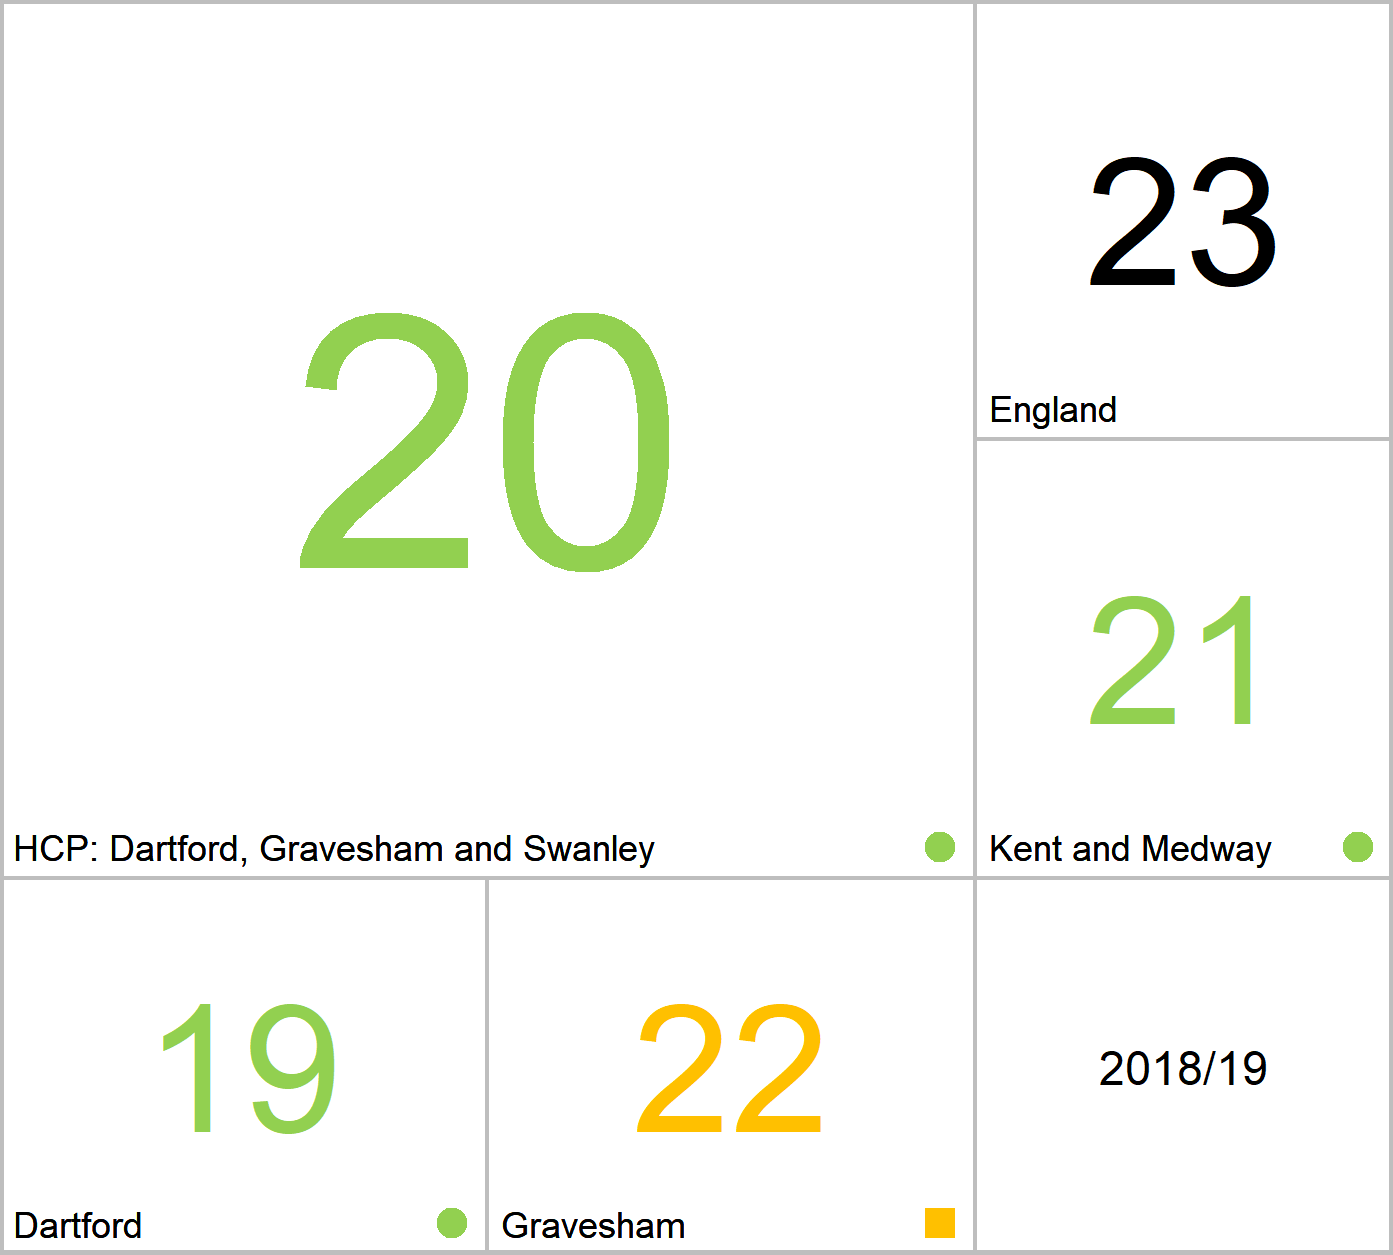 20
HCP: Dartford, Gravesham and Swanley
23
England
21
Kent and Medway
19
Dartford
22
Gravesham
2018/19